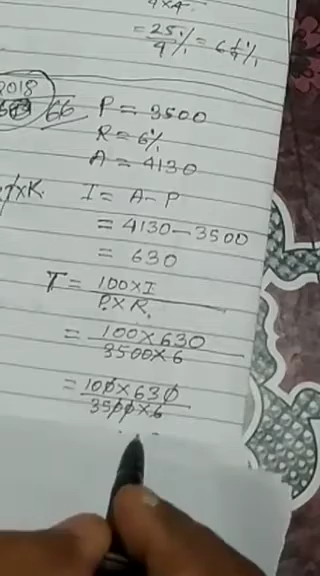 = 25/4 % = 6 1/4 %
2018
66 P = 3500
R = 6%
A = 4130
I = A - P
= 4130 - 3500
= 630
T = 100 × I / P × R
= 100 × 630 / 3500 × 6
= 100 × 630 / 3500 × 6